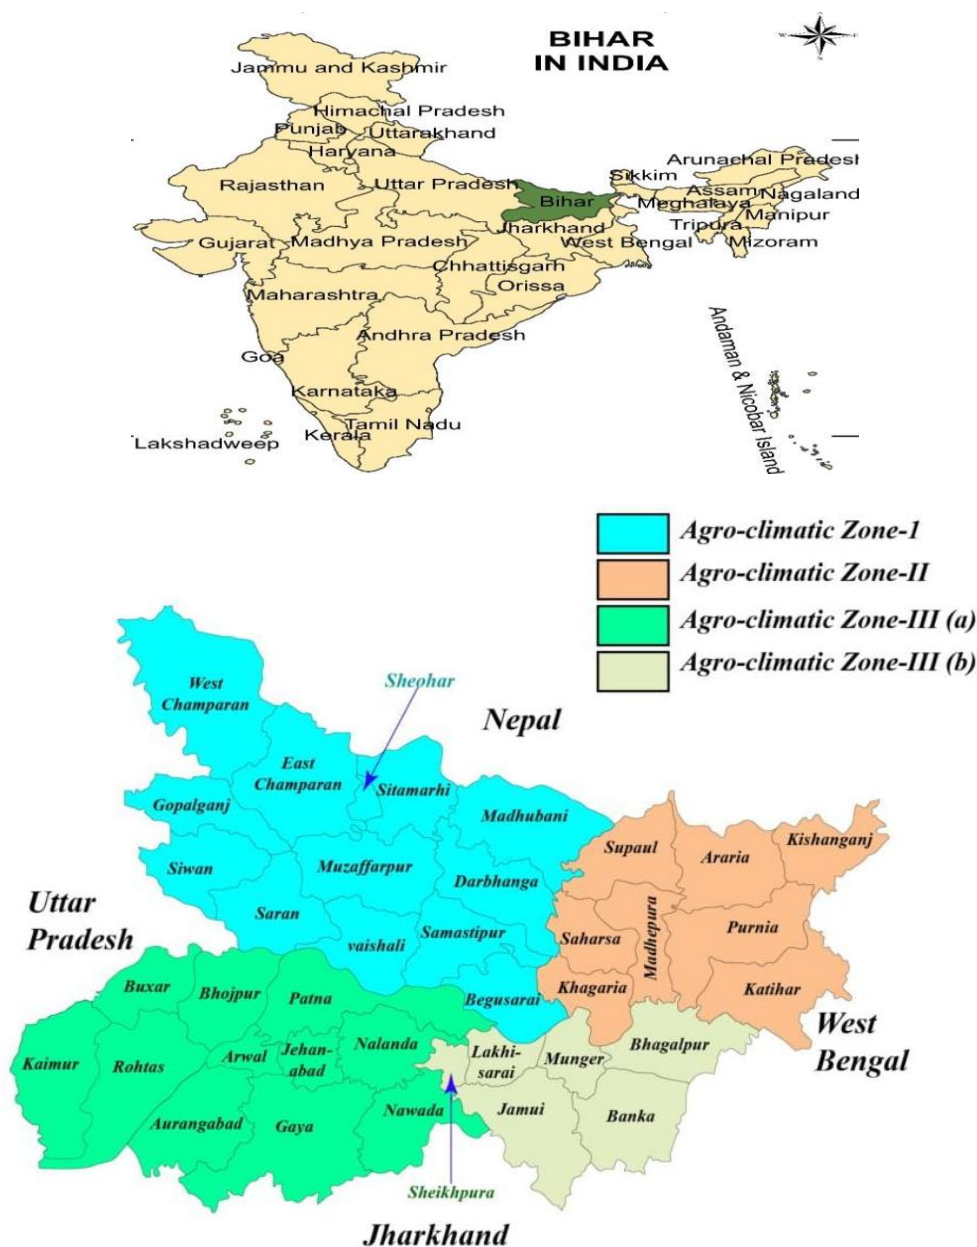 BIHAR
IN INDIA
W
E
Jammu and Kashmir
Himachal Pradesh
Punjab
Uttarakhand
Haryana
Rajasthan
Uttar Pradesh
Bihar
Sikkim
Arunachal Pradesh
Assam
Nagaland
Meghalaya
Manipur
Tripura
Mizoram
Jharkhand
West Bengal
Gujarat
Madhya Pradesh
Chhattisgarh
Orissa
Maharashtra
Andhra Pradesh
Goa
Karnataka
Tamil Nadu
Kerala
Lakshadweep
Andaman & Nicobar Island
Agro-climatic Zone-1
Agro-climatic Zone-II
Agro-climatic Zone-III (a)
Agro-climatic Zone-III (b)
Nepal
Sheohar
West
Champaran
East
Champaran
Sitamarhi
Gopalganj
Madhubani
Siwan
Muzaffarpur
Darbhanga
Supaul
Araria
Kishanganj
Saran
vaishali
Samastipur
Saharsa
Madhepura
Purnia
Uttar
Pradesh
Begusarai
Khagaria
Katihar
West
Bengal
Buxar
Bhojpur
Patna
Kaimur
Rohtas
Arwal
Jehan-
abad
Nalanda
Lakhi-
sarai
Munger
Bhagalpur
Aurangabad
Gaya
Nawada
Jamui
Banka
Sheikhpura
Jharkhand